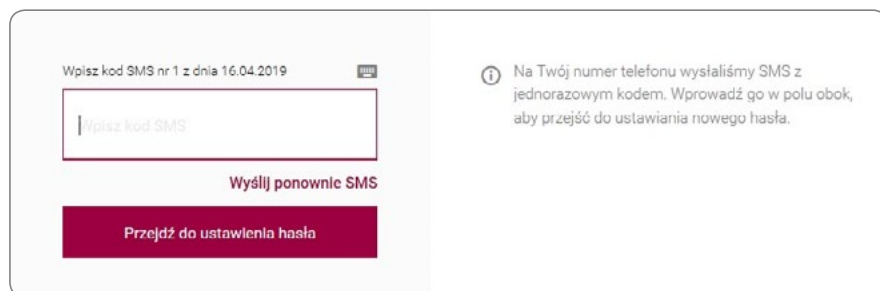 Wpisz kod SMS nr 1 z dnia 16.04.2019
Wpisz kod SMS
Wyślij ponownie SMS
Przejdź do ustawienia hasła
Na Twój numer telefonu wysłaliśmy SMS z
jednorazowym kodem. Wprowadź go w polu obok,
aby przejść do ustawiania nowego hasła.